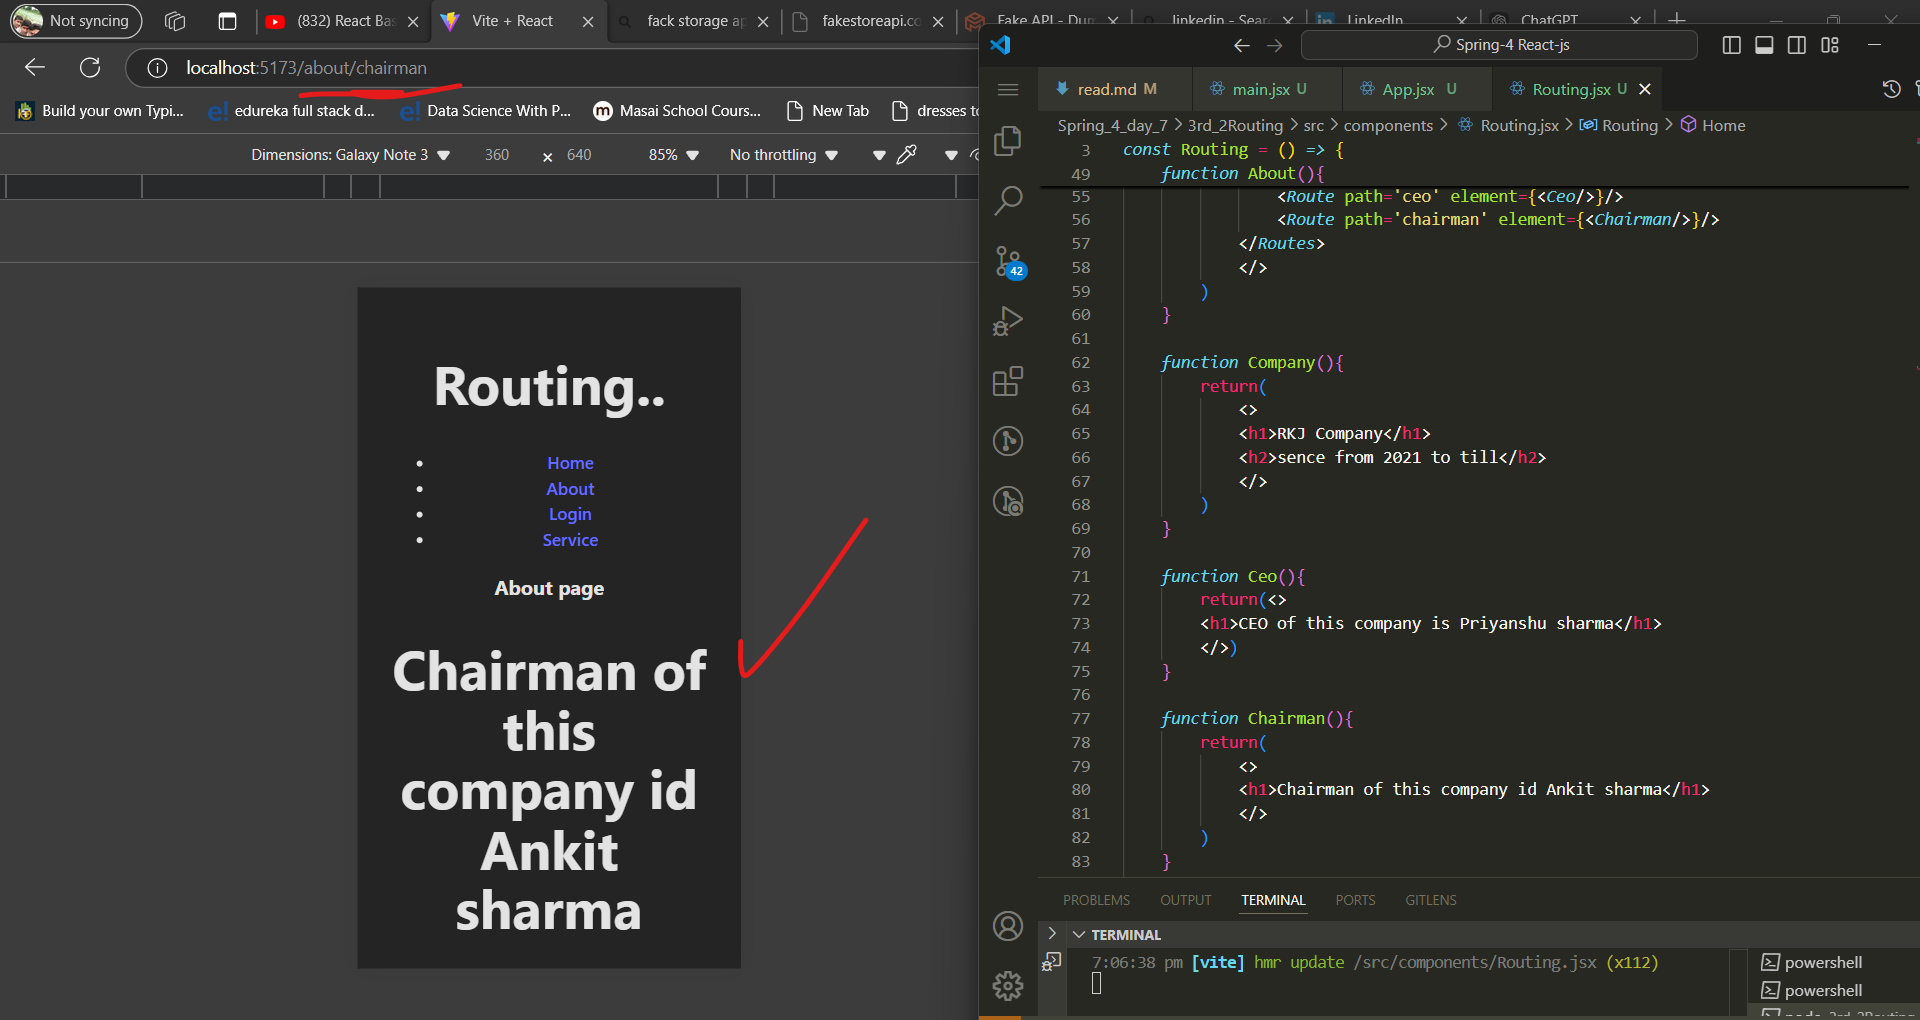 Not syncing
(832) React Bas
Vite + React
fack storage ap
fakestoreapi.co
Fake API - Dum
linkedin - Sear
LinkedIn
ChatGPT
localhost:5173/about/chairman
Build your own Typi...
edureka full stack d...
Data Science With P...
Masai School Cours...
New Tab
dresses to
Dimensions: Galaxy Note 3
360 × 640
85%
No throttling
Routing..
Home
About
Login
Service
About page
Chairman of
this
company id
Ankit
sharma
Spring-4 React-js
read.md M
main.jsx U
App.jsx U
Routing.jsx U
Spring_4_day_7 > 3rd_2Routing > src > components > Routing.jsx > Routing > Home
3 const Routing = () => {
49 function About(){
55 <Route path='ceo' element={<Ceo/>}/>
56 <Route path='chairman' element={<Chairman/>}/>
57 </Routes>
58 </>
59 )
60 }
61
62 function Company(){
63 return(
64 <>
65 <h1>RKJ Company</h1>
66 <h2>sence from 2021 to till</h2>
67 </>
68 )
69 }
70
71 function Ceo(){
72 return(<>
73 <h1>CEO of this company is Priyanshu sharma</h1>
74 </>)
75 }
76
77 function Chairman(){
78 return(
79 <>
80 <h1>Chairman of this company id Ankit sharma</h1>
81 </>
82 )
83 }
42
PROBLEMS
OUTPUT
TERMINAL
PORTS
GITLENS
TERMINAL
7:06:38 pm [vite] hmr update /src/components/Routing.jsx (x112)
powershell
powershell